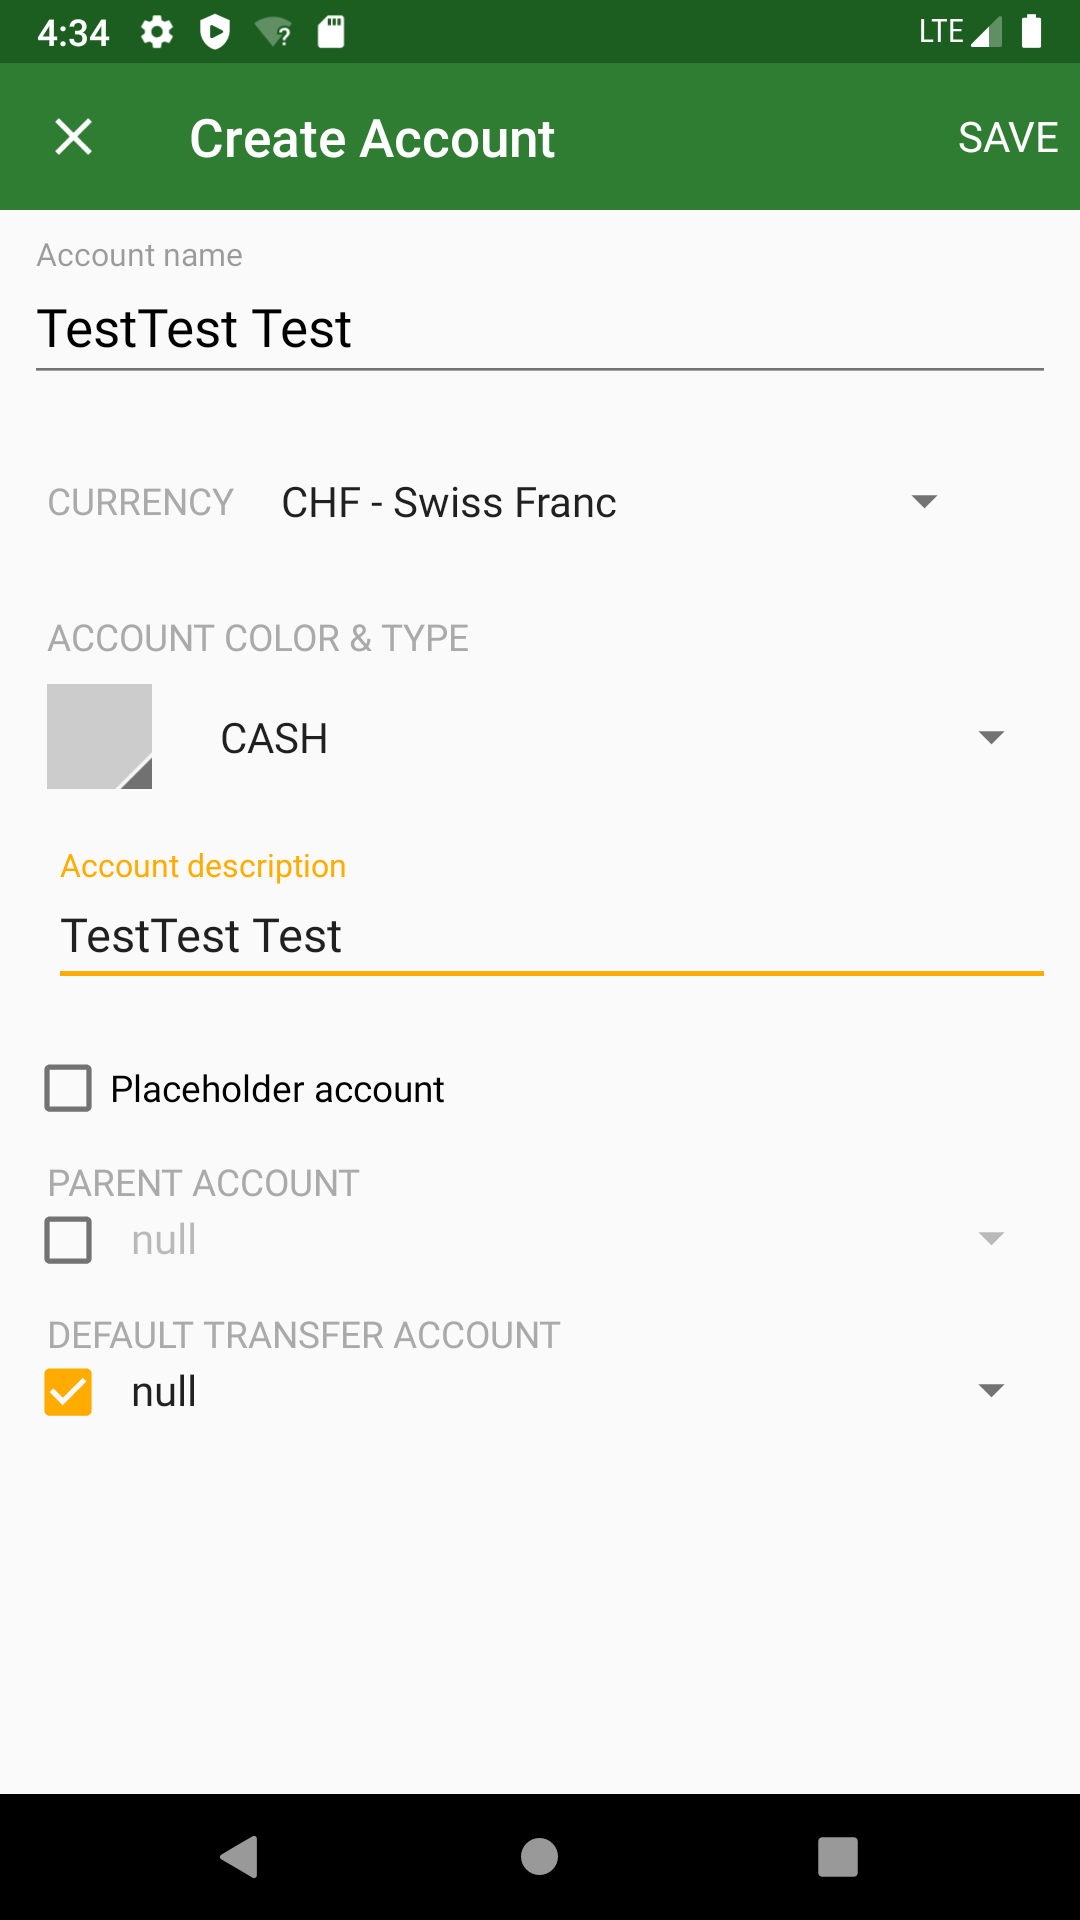 4:34
LTE
Create Account
SAVE
Account name
TestTest Test
CURRENCY
CHF - Swiss Franc
ACCOUNT COLOR & TYPE
CASH
Account description
TestTest Test
Placeholder account
PARENT ACCOUNT
null
DEFAULT TRANSFER ACCOUNT
null